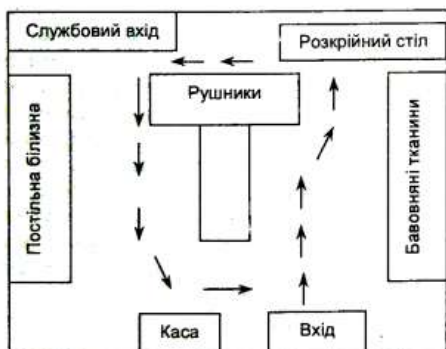 Службовий вхід
Розкрійний стіл
Рушники
Постільна білизна
Бавовняні тканини
Каса
Вхід